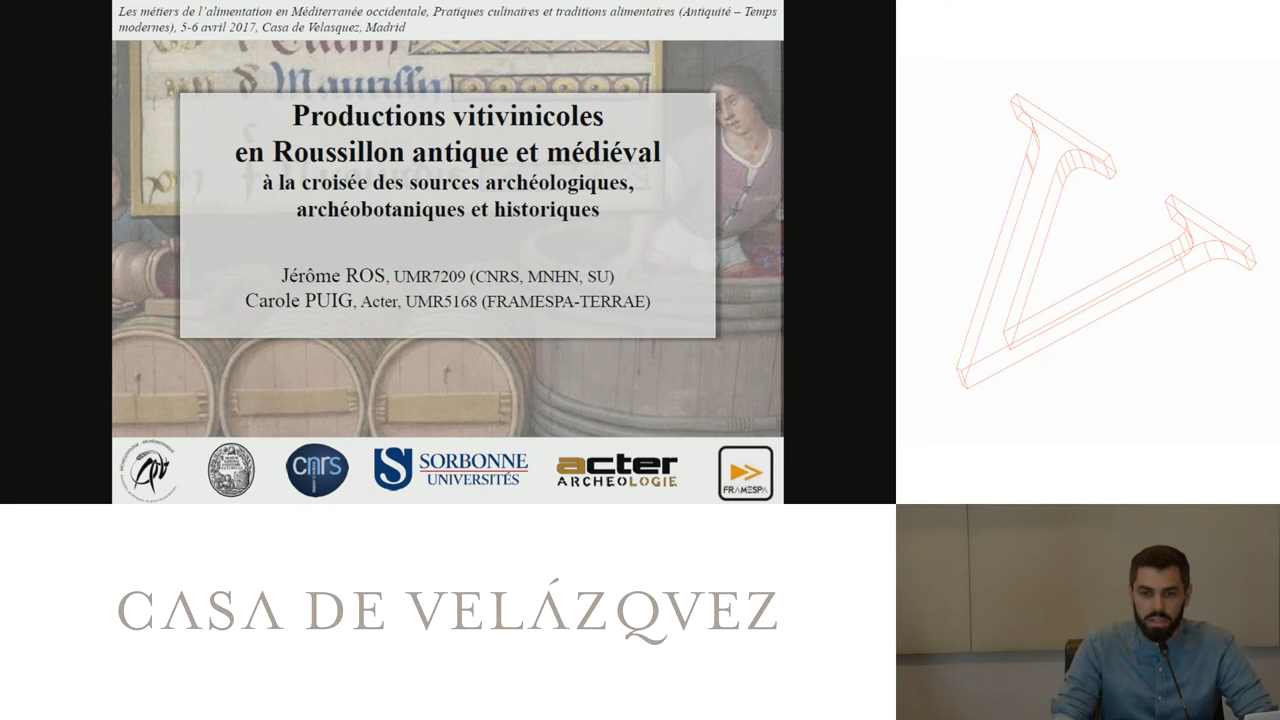 Les métiers de l'alimentation en Méditerranée occidentale, Pratiques culinaires et traditions alimentaires (Antiquité – Temps
modernes), 5-6 avril 2017, Casa de Velasquez, Madrid
Productions vitivinicoles
en Roussillon antique et médiéval
à la croisée des sources archéologiques,
archéobotaniques et historiques
Jérôme ROS, UMR7209 (CNRS, MNHN, SU)
Carole PUIG, Acter, UMR5168 (FRAMESPA-TERRAE)
cnrs
S SORBONNE
UNIVERSITÉS
acter
ARCHEOLOGIE
FRAMESPA
CASA DE VELÁZQVEZ